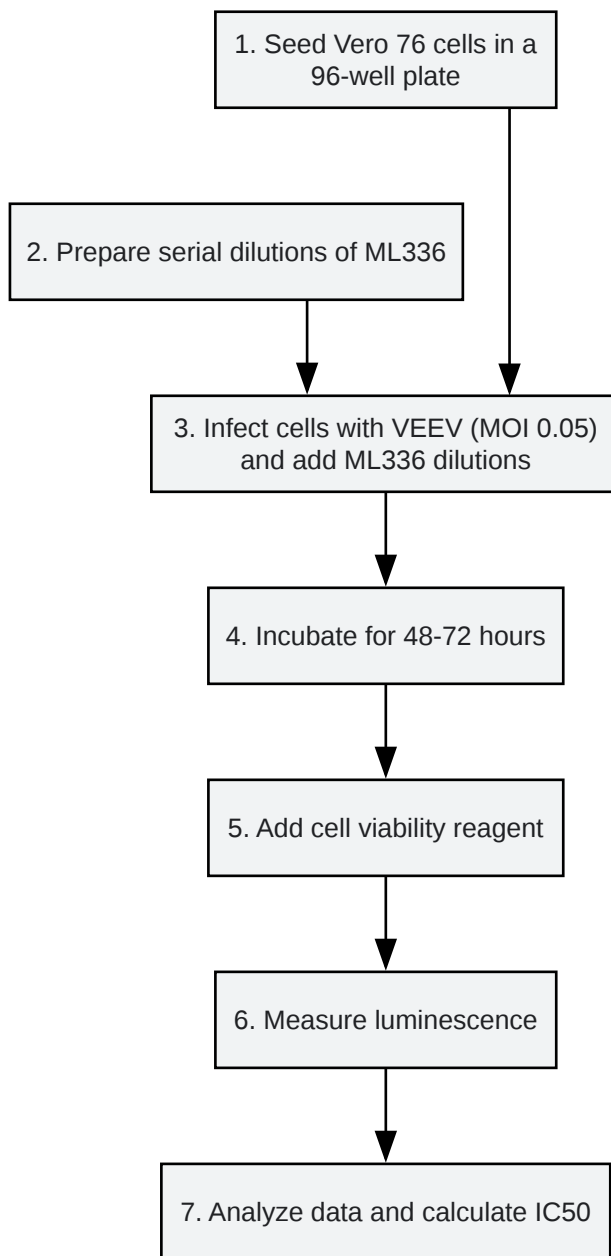 1. Seed Vero 76 cells in a
96-well plate
2. Prepare serial dilutions of ML336
3. Infect cells with VEEV (MOI 0.05)
and add ML336 dilutions
4. Incubate for 48-72 hours
5. Add cell viability reagent
6. Measure luminescence
7. Analyze data and calculate IC50